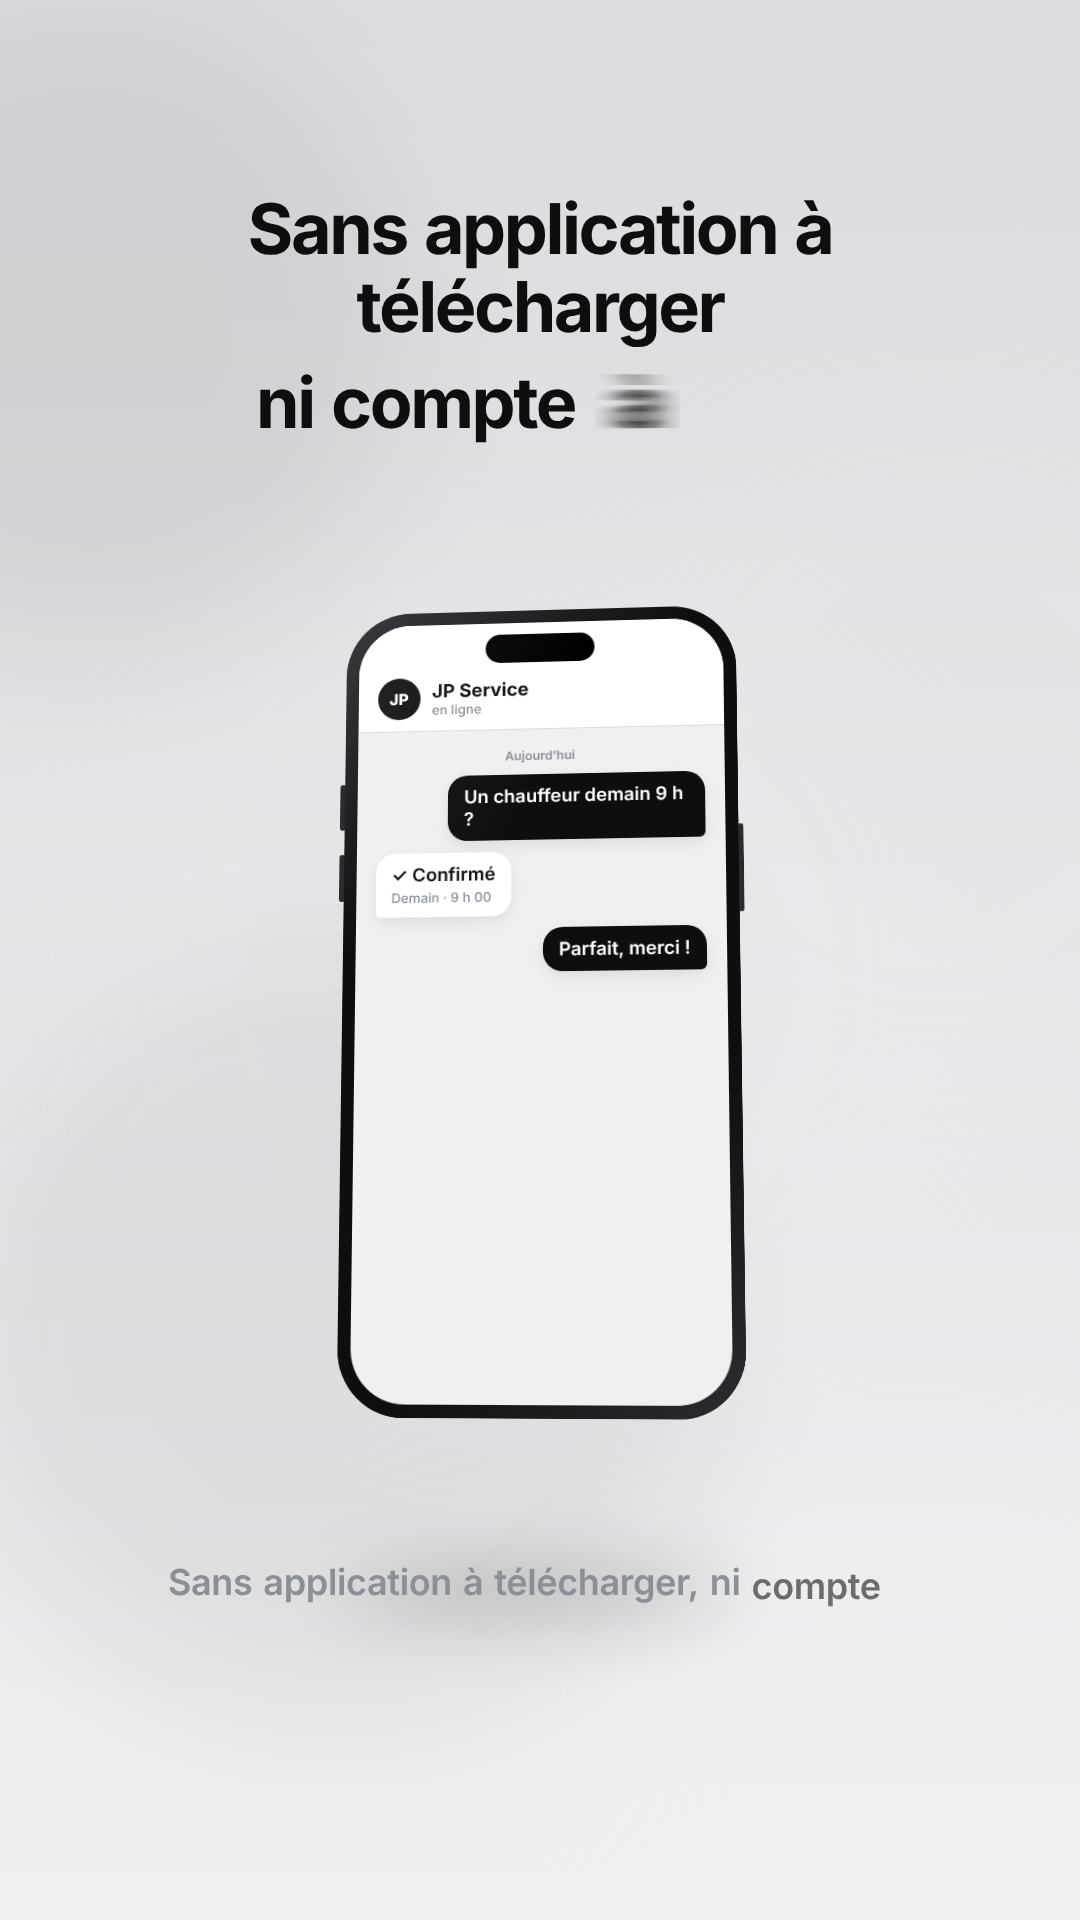 Sans application à
télécharger
ni compte
JP
JP Service
en ligne
Aujourd'hui
Un chauffeur demain 9 h
?
✓ Confirmé
Demain · 9 h 00
Parfait, merci !
Sans application à télécharger, ni compte